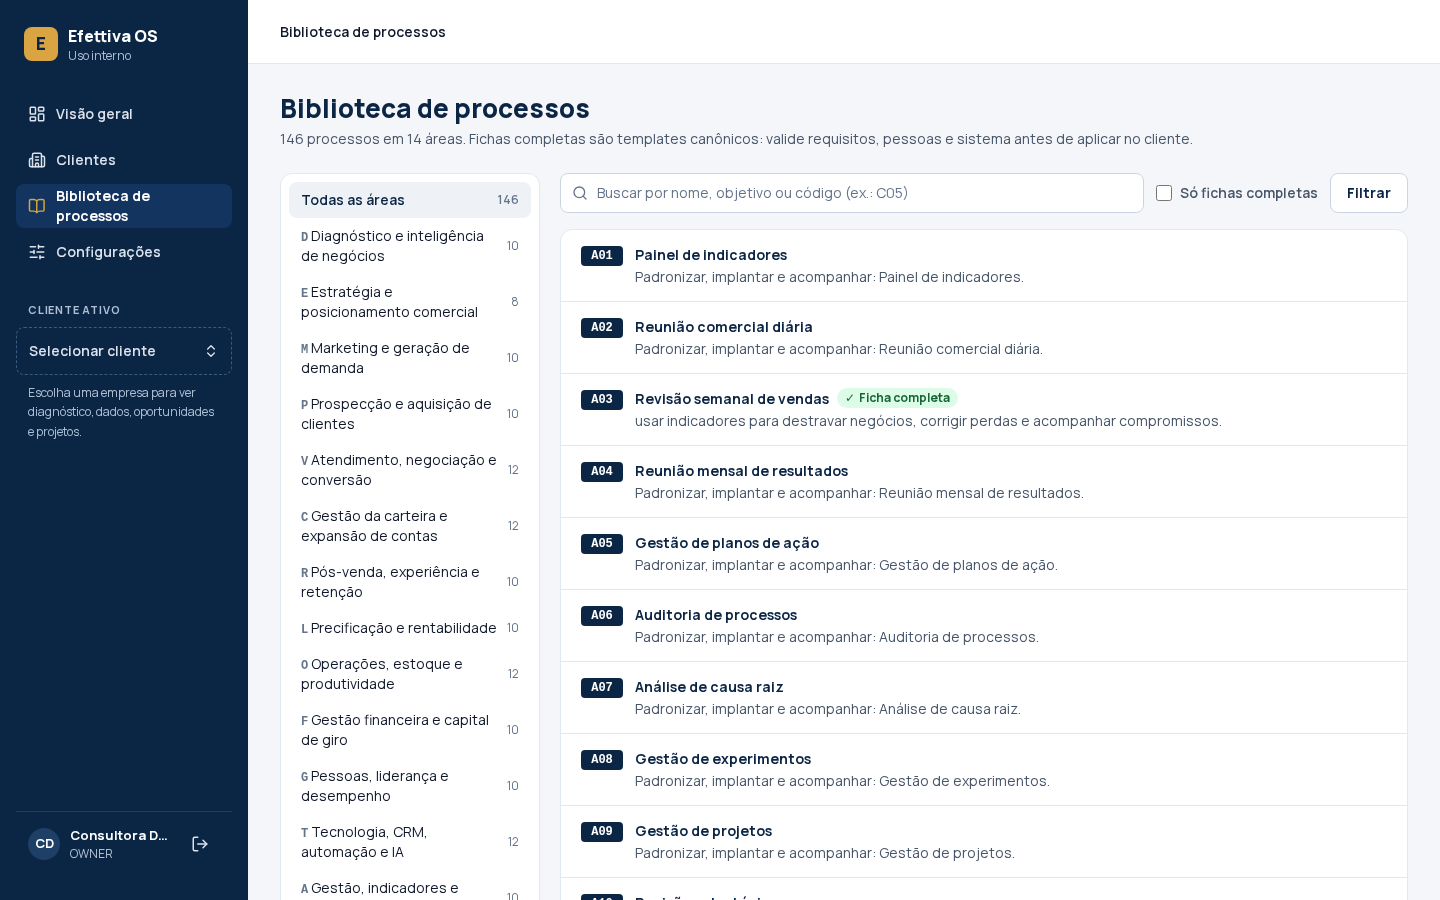 E
Efettiva OS
Uso interno
Visão geral
Clientes
Biblioteca de
processos
Configurações
CLIENTE ATIVO
Selecionar cliente
Escolha uma empresa para ver
diagnóstico, dados, oportunidades
e projetos.
CD
Consultora D...
OWNER
Biblioteca de processos
Biblioteca de processos
146 processos em 14 áreas. Fichas completas são templates canônicos: valide requisitos, pessoas e sistema antes de aplicar no cliente.
Todas as áreas 146
D Diagnóstico e inteligência
de negócios 10
E Estratégia e
posicionamento comercial 8
M Marketing e geração de
demanda 10
P Prospecção e aquisição de
clientes 10
V Atendimento, negociação e
conversão 12
C Gestão da carteira e
expansão de contas 12
R Pós-venda, experiência e
retenção 10
L Precificação e rentabilidade 10
O Operações, estoque e
produtividade 12
F Gestão financeira e capital
de giro 10
G Pessoas, liderança e
desempenho 10
T Tecnologia, CRM,
automação e IA 12
A Gestão, indicadores e 10
Buscar por nome, objetivo ou código (ex.: C05)
Só fichas completas
Filtrar
A01 Painel de indicadores
Padronizar, implantar e acompanhar: Painel de indicadores.
A02 Reunião comercial diária
Padronizar, implantar e acompanhar: Reunião comercial diária.
A03 Revisão semanal de vendas ✓ Ficha completa
usar indicadores para destravar negócios, corrigir perdas e acompanhar compromissos.
A04 Reunião mensal de resultados
Padronizar, implantar e acompanhar: Reunião mensal de resultados.
A05 Gestão de planos de ação
Padronizar, implantar e acompanhar: Gestão de planos de ação.
A06 Auditoria de processos
Padronizar, implantar e acompanhar: Auditoria de processos.
A07 Análise de causa raiz
Padronizar, implantar e acompanhar: Análise de causa raiz.
A08 Gestão de experimentos
Padronizar, implantar e acompanhar: Gestão de experimentos.
A09 Gestão de projetos
Padronizar, implantar e acompanhar: Gestão de projetos.